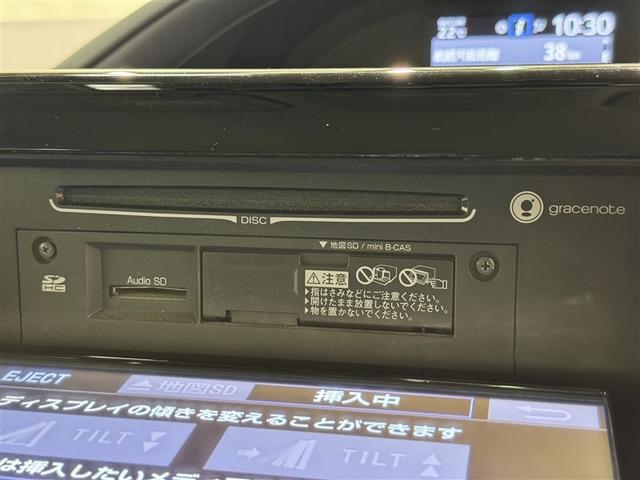 22℃
10:30
38 km
DISC
gracenote
▼地図SD / mini B-CAS
SD HC
Audio SD
⚠注意
▶指はさみなどにご注意ください。
▶開けたまま放置しないでください。
▶物を置かないでください。
EJECT
▲地図SD
挿入中
ディスプレイの傾きを変えることができます
TILT
TILT
は挿入したいメデ